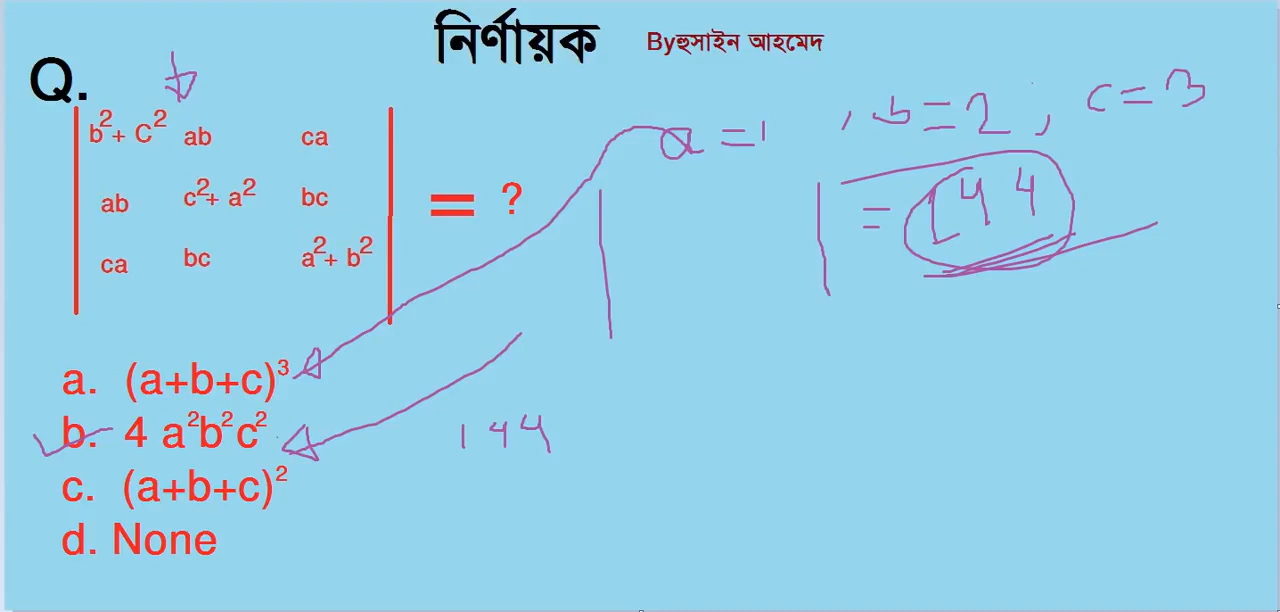 নির্ণায়ক
Byহুসাইন আহমেদ
Q.
b
b²+ C² ab ca
ab c²+ a² bc
ca bc a²+ b²
= ?
a = 1 , b = 2 , c = 3
= 144
a. (a+b+c)³
b. 4 a²b²c²
144
c. (a+b+c)²
d. None